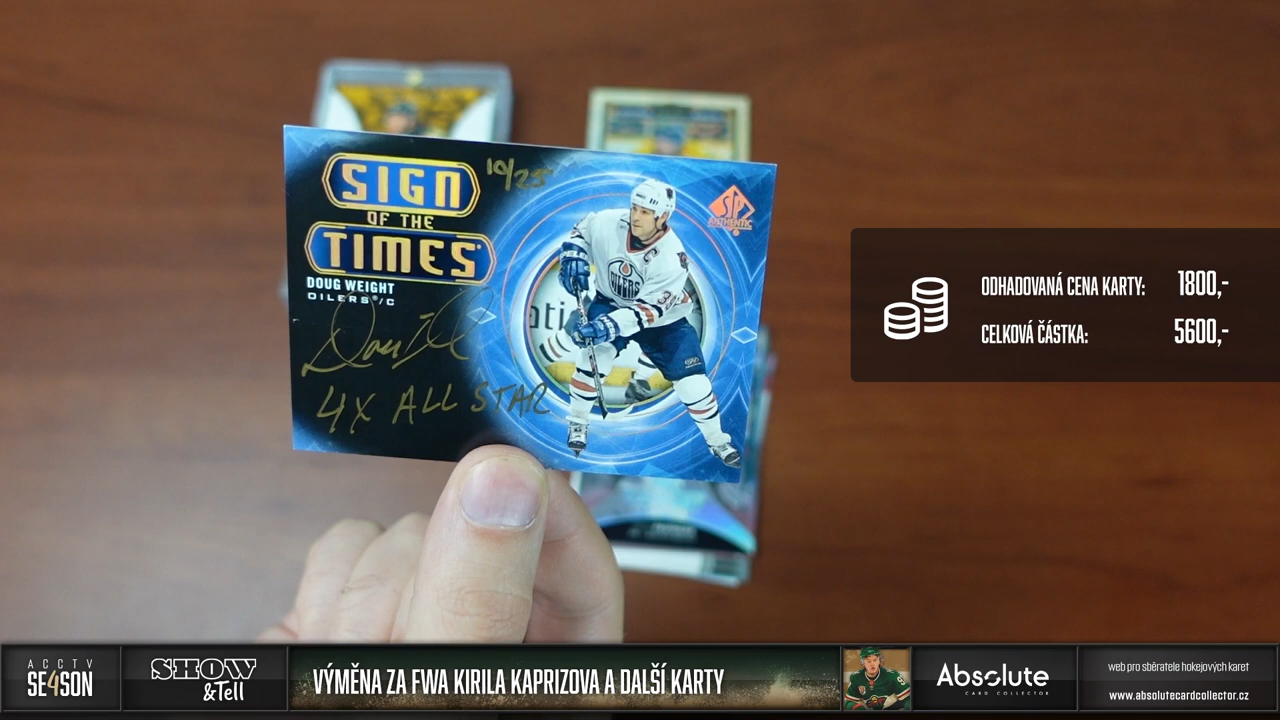 SIGN
OF THE
TIMES
10/25
DOUG WEIGHT
OILERS®/C
4X ALL STAR
SP
AUTHENTIC
OILERS
ODHADOVANÁ CENA KARTY: 1800,-
CELKOVÁ ČÁSTKA: 5600,-
ACCTV
SE4SON
SHOW
&Tell
VÝMĚNA ZA FWA KIRILA KAPRIZOVA A DALŠÍ KARTY
Absolute
CARD COLLECTOR
web pro sběratele hokejových karet
www.absolutecardcollector.cz